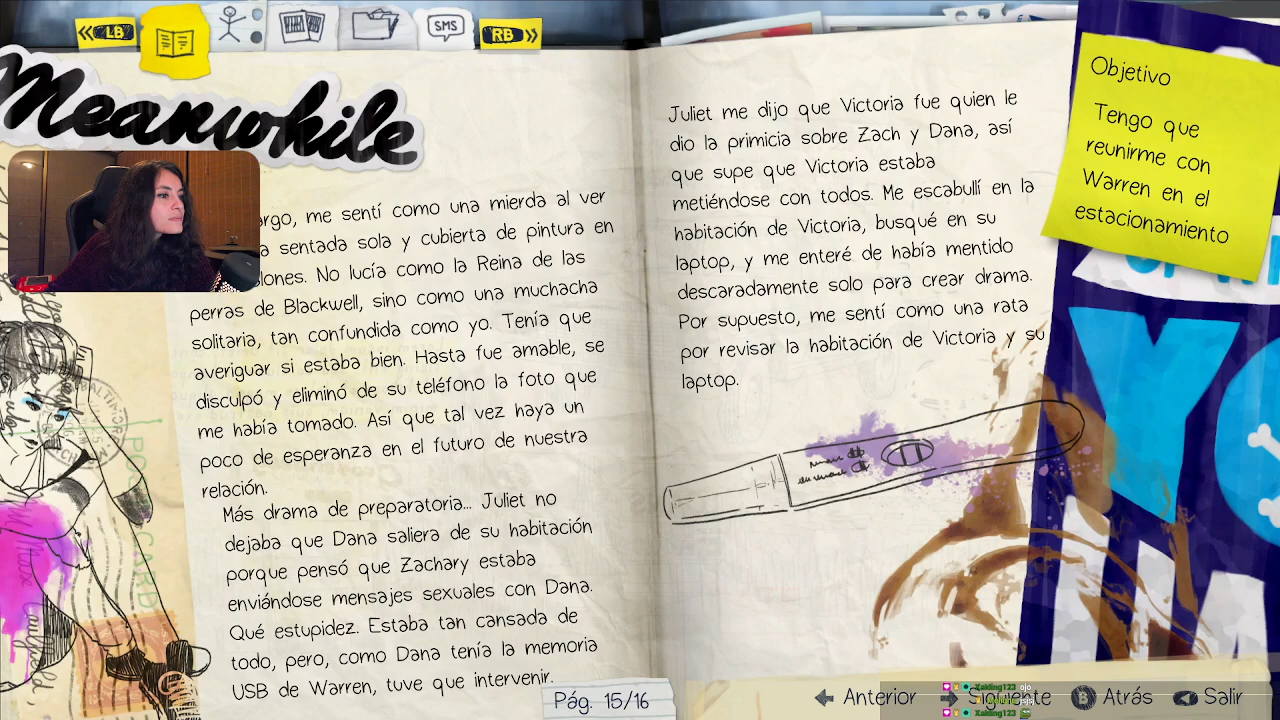 LB
SMS
RB
Meanwhile
argo, me sentí como una mierda al ver
a sentada sola y cubierta de pintura en
lones. No lucía como la Reina de las
perras de Blackwell, sino como una muchacha
solitaria, tan confundida como yo. Tenía que
averiguar si estaba bien. Hasta fue amable, se
disculpó y eliminó de su teléfono la foto que
me había tomado. Así que tal vez haya un
poco de esperanza en el futuro de nuestra
relación.
Más drama de preparatoria... Juliet no
dejaba que Dana saliera de su habitación
porque pensó que Zachary estaba
enviándose mensajes sexuales con Dana.
Qué estupidez. Estaba tan cansada de
todo, pero, como Dana tenía la memoria
USB de Warren, tuve que intervenir.
Pág. 15/16
Juliet me dijo que Victoria fue quien le
dio la primicia sobre Zach y Dana, así
que supe que Victoria estaba
metiéndose con todos. Me escabullí en la
habitación de Victoria, busqué en su
laptop, y me enteré de había mentido
descaradamente solo para crear drama.
Por supuesto, me sentí como una rata
por revisar la habitación de Victoria y su
laptop.
Objetivo
Tengo que
reunirme con
Warren en el
estacionamiento
POST CARD
Max Caulfield
Anterior
Siguiente
B Atrás
Salir
Xalding123 ojo
Xalding123